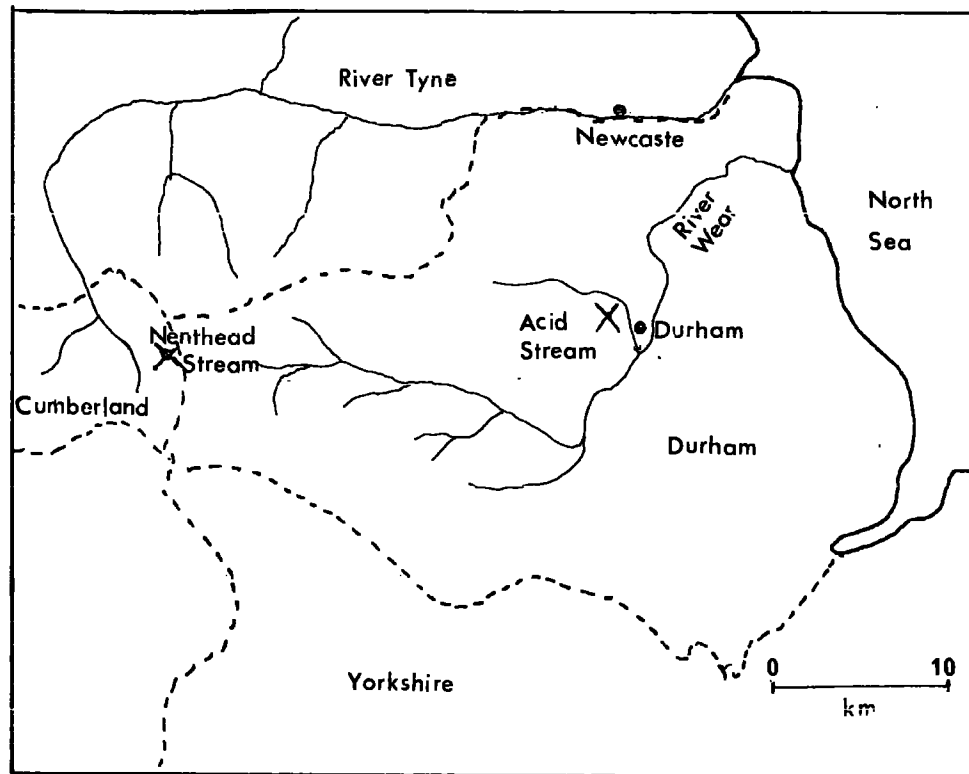 River Tyne
Newcaste
River
Wear
North
Sea
Acid
Stream
Durham
Nenthead
Stream
Cumberland
Durham
Yorkshire
0 10
km